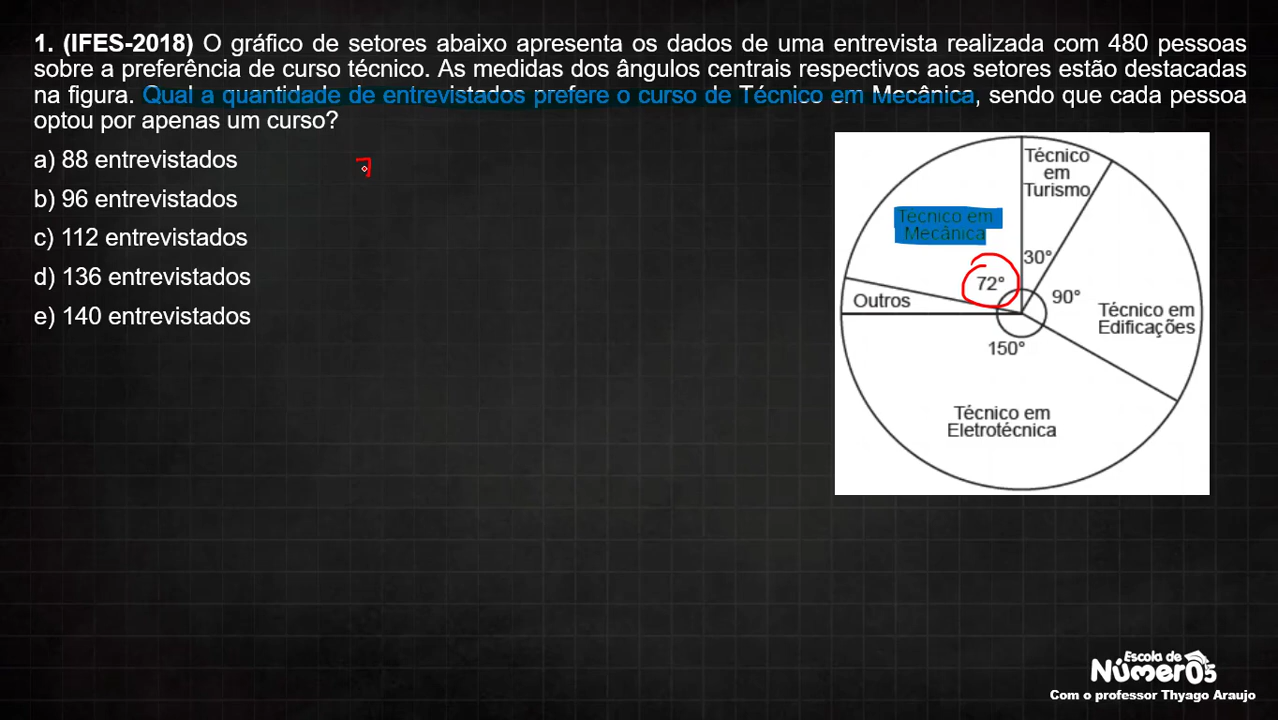 1. (IFES-2018) O gráfico de setores abaixo apresenta os dados de uma entrevista realizada com 480 pessoas
sobre a preferência de curso técnico. As medidas dos ângulos centrais respectivos aos setores estão destacadas
na figura. Qual a quantidade de entrevistados prefere o curso de Técnico em Mecânica, sendo que cada pessoa
optou por apenas um curso?
a) 88 entrevistados
b) 96 entrevistados
c) 112 entrevistados
d) 136 entrevistados
e) 140 entrevistados
Técnico
em
Turismo
Técnico em
Mecânica
30°
72°
90°
Outros
Técnico em
Edificações
150°
Técnico em
Eletrotécnica
Escola de
Número5
Com o professor Thyago Araujo